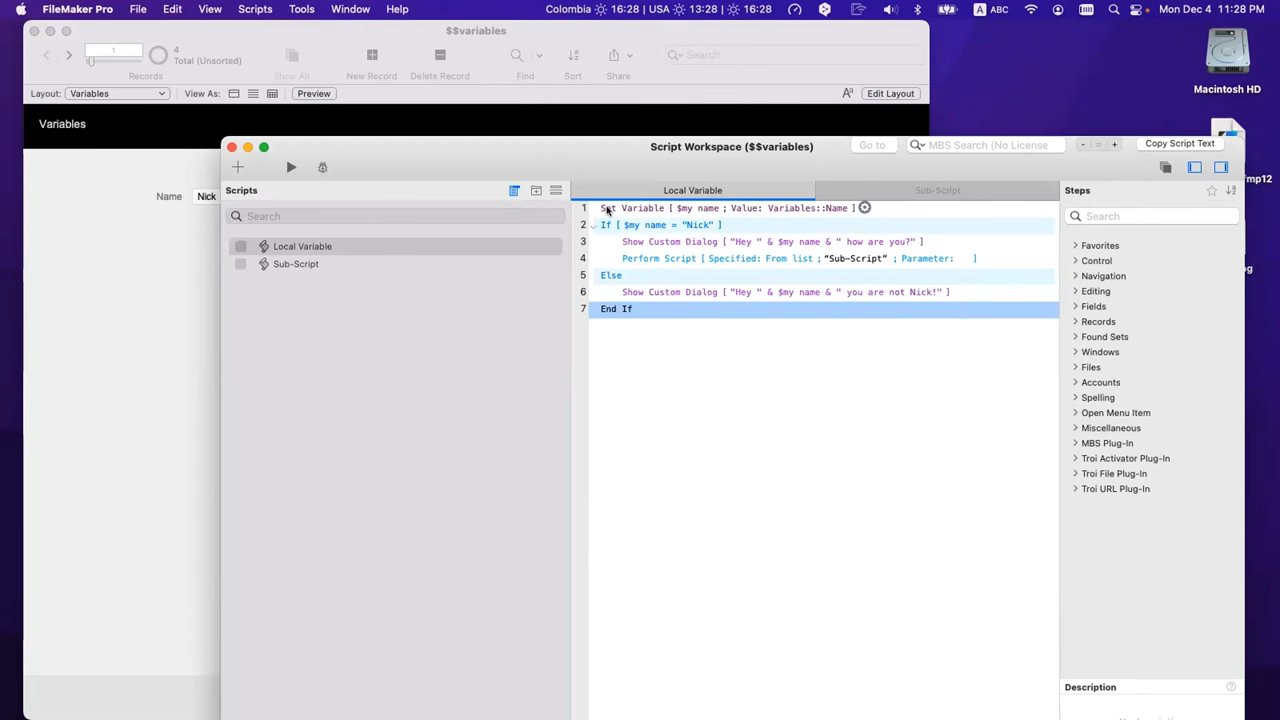 FileMaker Pro File Edit View Scripts Tools Window Help Colombia 16:28 | USA 13:28 | 16:28 A ABC Mon Dec 4 11:28 PM
$$variables
1 4 Total (Unsorted) Search
Records Show All New Record Delete Record Find Sort Share
Layout: Variables View As: Preview Aa Edit Layout
Macintosh HD
Variables
Name Nick
Script Workspace ($$variables) Go to MBS Search (No License - = + Copy Script Text
Scripts Local Variable Sub-Script Steps
Search
Local Variable
Sub-Script
1 Set Variable [ $my name ; Value: Variables::Name ]
2 If [ $my name = "Nick" ]
3 Show Custom Dialog [ "Hey " & $my name & " how are you?" ]
4 Perform Script [ Specified: From list ; “Sub-Script” ; Parameter: ]
5 Else
6 Show Custom Dialog [ "Hey " & $my name & " you are not Nick!" ]
7 End If
Search
Favorites
Control
Navigation
Editing
Fields
Records
Found Sets
Windows
Files
Accounts
Spelling
Open Menu Item
Miscellaneous
MBS Plug-In
Troi Activator Plug-In
Troi File Plug-In
Troi URL Plug-In
Description
fmp12